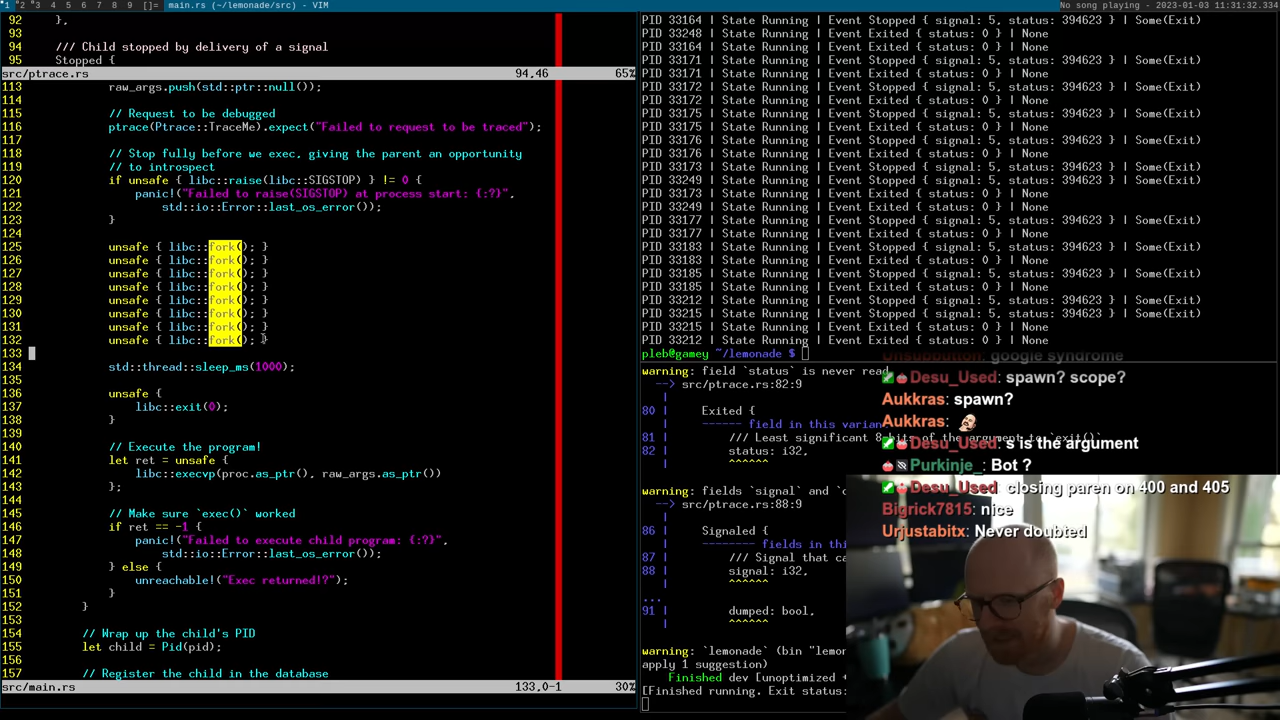 1 2 3 4 5 6 7 8 9 []= main.rs (~/lemonade/src) - VIM
No song playing - 2023-01-03 11:31:32.334
92 },
93
94 /// Child stopped by delivery of a signal
95 Stopped {
src/ptrace.rs 94,46 65%
113 raw_args.push(std::ptr::null());
114
115 // Request to be debugged
116 ptrace(Ptrace::TraceMe).expect("Failed to request to be traced");
117
118 // Stop fully before we exec, giving the parent an opportunity
119 // to introspect
120 if unsafe { libc::raise(libc::SIGSTOP) } != 0 {
121 panic!("Failed to raise(SIGSTOP) at process start: {:?}",
122 std::io::Error::last_os_error());
123 }
124
125 unsafe { libc::fork(); }
126 unsafe { libc::fork(); }
127 unsafe { libc::fork(); }
128 unsafe { libc::fork(); }
129 unsafe { libc::fork(); }
130 unsafe { libc::fork(); }
131 unsafe { libc::fork(); }
132 unsafe { libc::fork(); }
133
134 std::thread::sleep_ms(1000);
135
136 unsafe {
137 libc::exit(0);
138 }
139
140 // Execute the program!
141 let ret = unsafe {
142 libc::execvp(proc.as_ptr(), raw_args.as_ptr())
143 };
144
145 // Make sure `exec()` worked
146 if ret == -1 {
147 panic!("Failed to execute child program: {:?}",
148 std::io::Error::last_os_error());
149 } else {
150 unreachable!("Exec returned!?");
151 }
152 }
153
154 // Wrap up the child's PID
155 let child = Pid(pid);
156
157 // Register the child in the database
src/main.rs 133,0-1 30%
PID 33164 | State Running | Event Stopped { signal: 5, status: 394623 } | Some(Exit)
PID 33248 | State Running | Event Exited { status: 0 } | None
PID 33164 | State Running | Event Exited { status: 0 } | None
PID 33171 | State Running | Event Stopped { signal: 5, status: 394623 } | Some(Exit)
PID 33171 | State Running | Event Exited { status: 0 } | None
PID 33172 | State Running | Event Stopped { signal: 5, status: 394623 } | Some(Exit)
PID 33172 | State Running | Event Exited { status: 0 } | None
PID 33175 | State Running | Event Stopped { signal: 5, status: 394623 } | Some(Exit)
PID 33175 | State Running | Event Exited { status: 0 } | None
PID 33176 | State Running | Event Stopped { signal: 5, status: 394623 } | Some(Exit)
PID 33176 | State Running | Event Exited { status: 0 } | None
PID 33173 | State Running | Event Stopped { signal: 5, status: 394623 } | Some(Exit)
PID 33249 | State Running | Event Stopped { signal: 5, status: 394623 } | Some(Exit)
PID 33173 | State Running | Event Exited { status: 0 } | None
PID 33249 | State Running | Event Exited { status: 0 } | None
PID 33177 | State Running | Event Stopped { signal: 5, status: 394623 } | Some(Exit)
PID 33177 | State Running | Event Exited { status: 0 } | None
PID 33183 | State Running | Event Stopped { signal: 5, status: 394623 } | Some(Exit)
PID 33183 | State Running | Event Exited { status: 0 } | None
PID 33185 | State Running | Event Stopped { signal: 5, status: 394623 } | Some(Exit)
PID 33185 | State Running | Event Exited { status: 0 } | None
PID 33212 | State Running | Event Stopped { signal: 5, status: 394623 } | Some(Exit)
PID 33215 | State Running | Event Stopped { signal: 5, status: 394623 } | Some(Exit)
PID 33215 | State Running | Event Exited { status: 0 } | None
PID 33212 | State Running | Event Exited { status: 0 } | None
pleb@gamey ~/lemonade $
warning: field `status` is never read
--> src/ptrace.rs:82:9
|
80 | Exited {
| ------ field in this varian
81 | /// Least significant 8 bits of the argument to `exit()`
82 | status: i32,
| ^^^^^^
warning: fields `signal` and `
--> src/ptrace.rs:88:9
|
86 | Signaled {
| -------- fields in thi
87 | /// Signal that ca
88 | signal: i32,
| ^^^^^^
...
91 | dumped: bool,
| ^^^^^^
warning: `lemonade` (bin "lemon
apply 1 suggestion)
Finished dev [unoptimized +
[Finished running. Exit status:
Unsuboution: google syndrome
Desu_Used: spawn? scope?
Aukkras: spawn?
Aukkras:
Desu_Used: s is the argument
Purkinje_: Bot ?
Desu_Used: closing paren on 400 and 405
Bigrick7815: nice
Urjustabitx: Never doubted